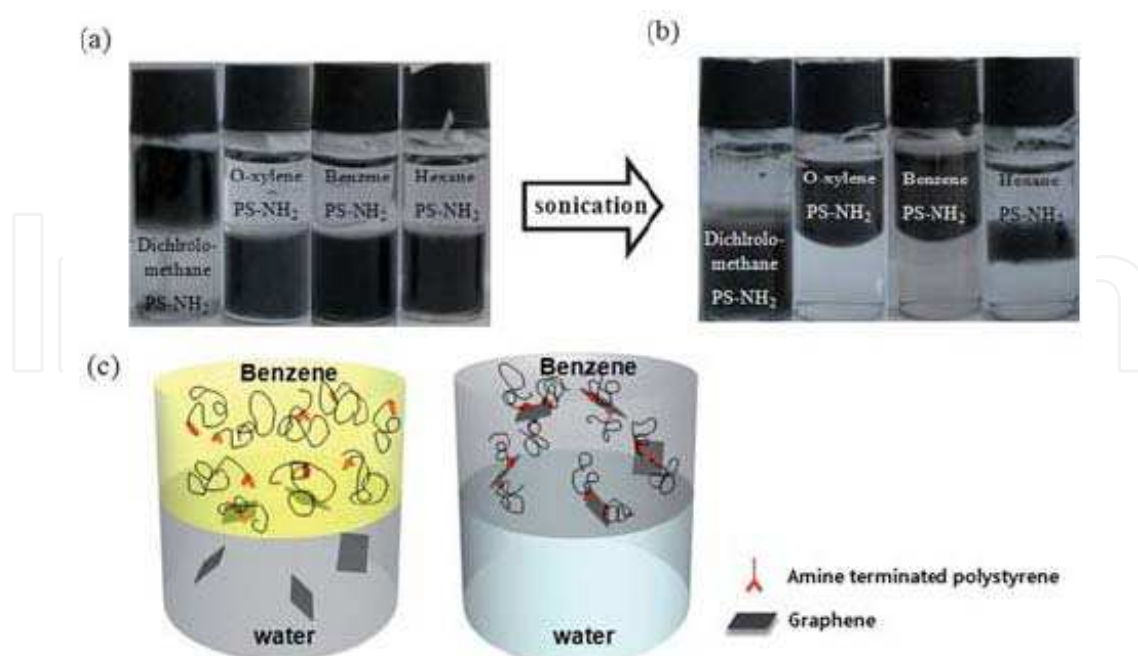 (a)
(b)
O-xylene
PS-NH₂
Benzene
PS-NH₂
Hexane
PS-NH₂
Dichlrolo-
methane
PS-NH₂
sonication
O-xylene
PS-NH₂
Benzene
PS-NH₂
Hexane
PS-NH₂
Dichlrolo-
methane
PS-NH₂
(c)
Benzene
water
Benzene
water
Amine terminated polystyrene
Graphene